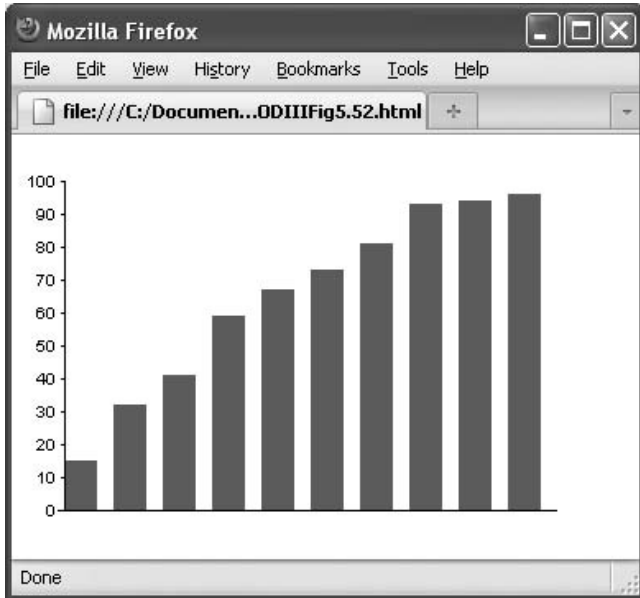 Mozilla Firefox
File Edit View History Bookmarks Tools Help
file:///C:/Documen...ODIIIFig5.52.html
100
90
80
70
60
50
40
30
20
10
0
Done